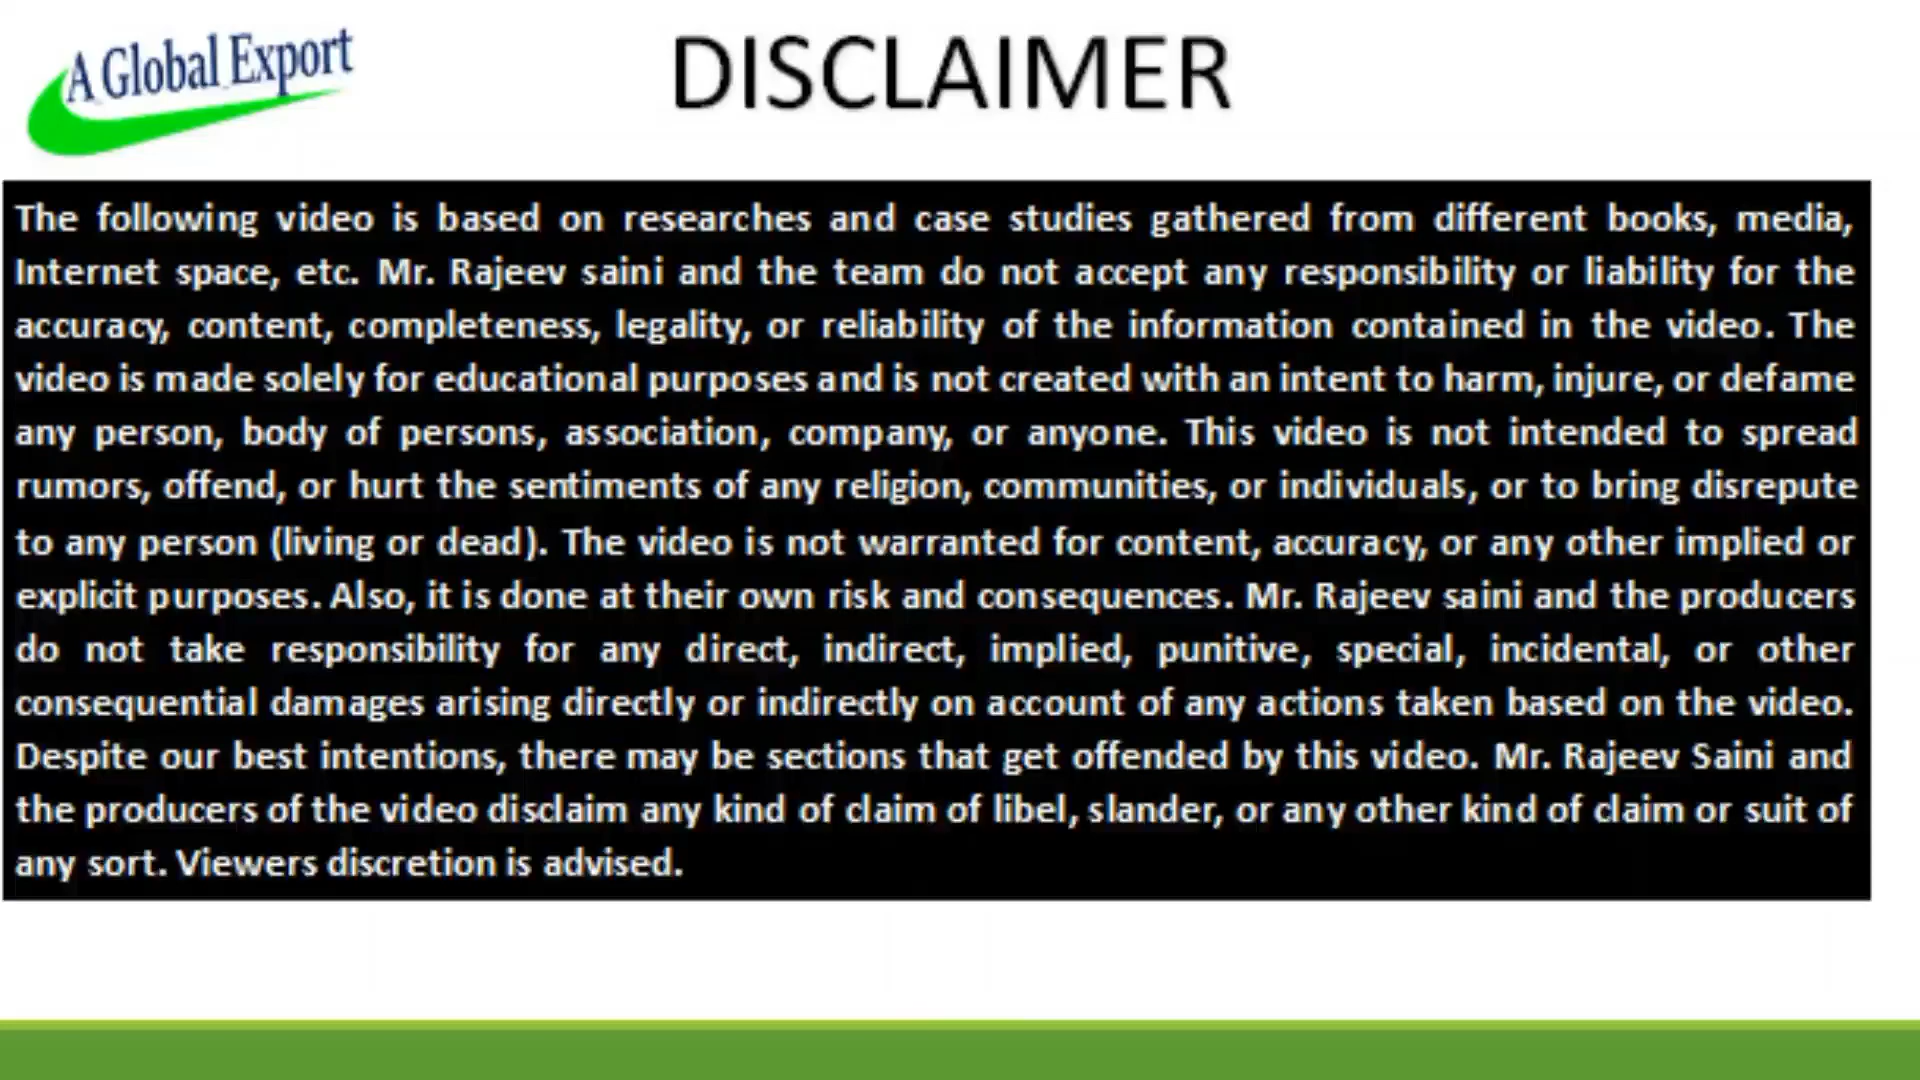 A Global Export
DISCLAIMER
The following video is based on researches and case studies gathered from different books, media,
Internet space, etc. Mr. Rajeev saini and the team do not accept any responsibility or liability for the
accuracy, content, completeness, legality, or reliability of the information contained in the video. The
video is made solely for educational purposes and is not created with an intent to harm, injure, or defame
any person, body of persons, association, company, or anyone. This video is not intended to spread
rumors, offend, or hurt the sentiments of any religion, communities, or individuals, or to bring disrepute
to any person (living or dead). The video is not warranted for content, accuracy, or any other implied or
explicit purposes. Also, it is done at their own risk and consequences. Mr. Rajeev saini and the producers
do not take responsibility for any direct, indirect, implied, punitive, special, incidental, or other
consequential damages arising directly or indirectly on account of any actions taken based on the video.
Despite our best intentions, there may be sections that get offended by this video. Mr. Rajeev Saini and
the producers of the video disclaim any kind of claim of libel, slander, or any other kind of claim or suit of
any sort. Viewers discretion is advised.